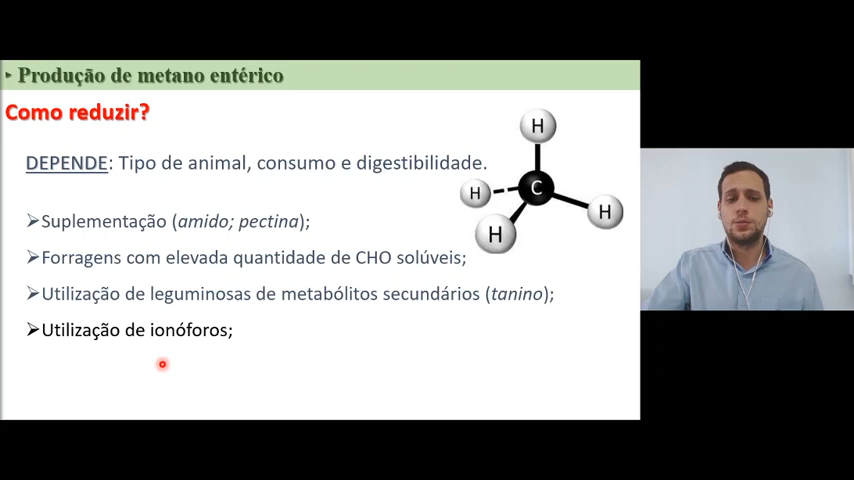 Produção de metano entérico
Como reduzir?
DEPENDE: Tipo de animal, consumo e digestibilidade.
Suplementação (amido; pectina);
Forragens com elevada quantidade de CHO solúveis;
Utilização de leguminosas de metabólitos secundários (tanino);
Utilização de ionóforos;
H
H
C
H
H